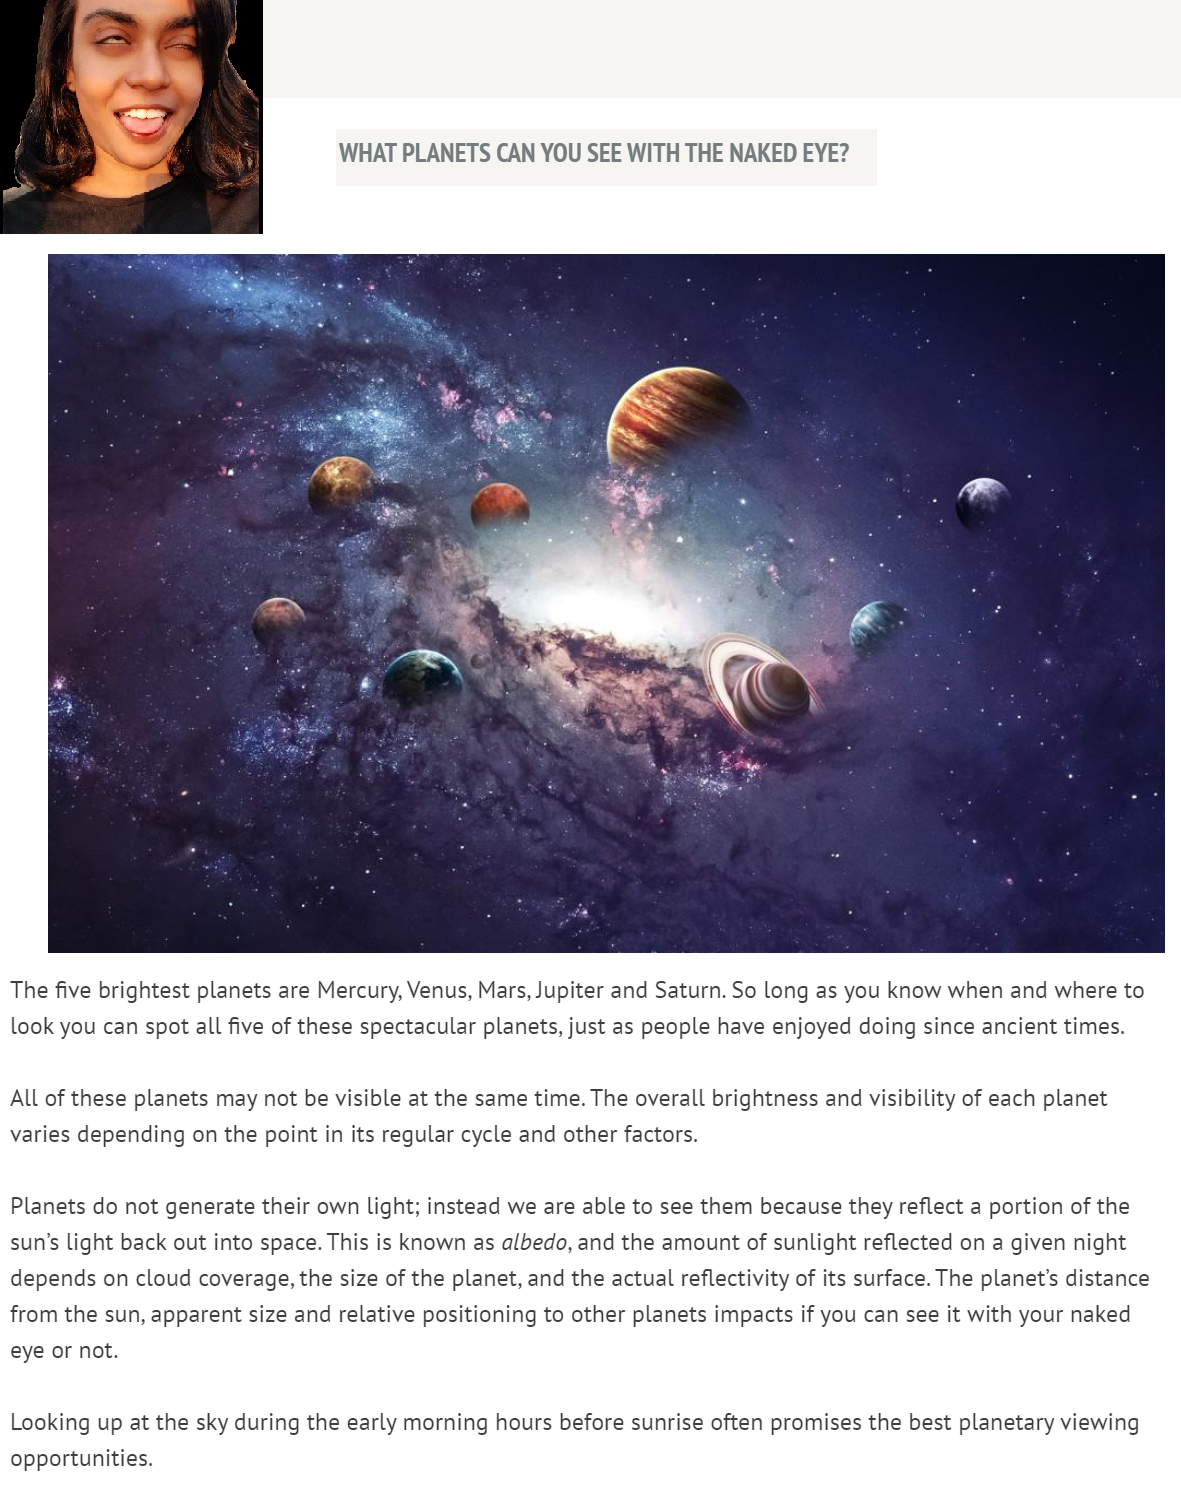 WHAT PLANETS CAN YOU SEE WITH THE NAKED EYE?
The five brightest planets are Mercury, Venus, Mars, Jupiter and Saturn. So long as you know when and where to
look you can spot all five of these spectacular planets, just as people have enjoyed doing since ancient times.
All of these planets may not be visible at the same time. The overall brightness and visibility of each planet
varies depending on the point in its regular cycle and other factors.
Planets do not generate their own light; instead we are able to see them because they reflect a portion of the
sun’s light back out into space. This is known as albedo, and the amount of sunlight reflected on a given night
depends on cloud coverage, the size of the planet, and the actual reflectivity of its surface. The planet’s distance
from the sun, apparent size and relative positioning to other planets impacts if you can see it with your naked
eye or not.
Looking up at the sky during the early morning hours before sunrise often promises the best planetary viewing
opportunities.